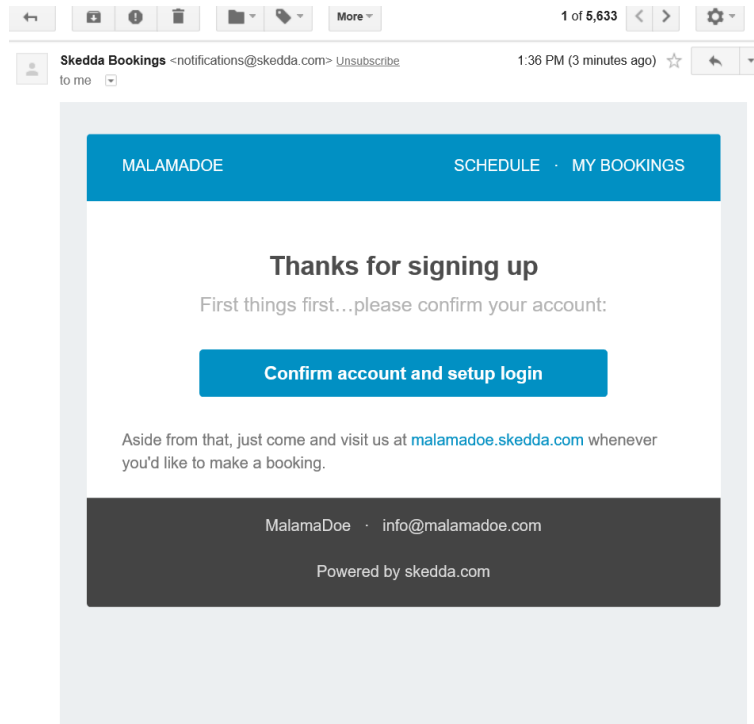 More
1 of 5,633
Skedda Bookings <notifications@skedda.com> Unsubscribe
1:36 PM (3 minutes ago)
to me
MALAMADOE
SCHEDULE · MY BOOKINGS
Thanks for signing up
First things first…please confirm your account:
Confirm account and setup login
Aside from that, just come and visit us at malamadoe.skedda.com whenever
you'd like to make a booking.
MalamaDoe · info@malamadoe.com
Powered by skedda.com